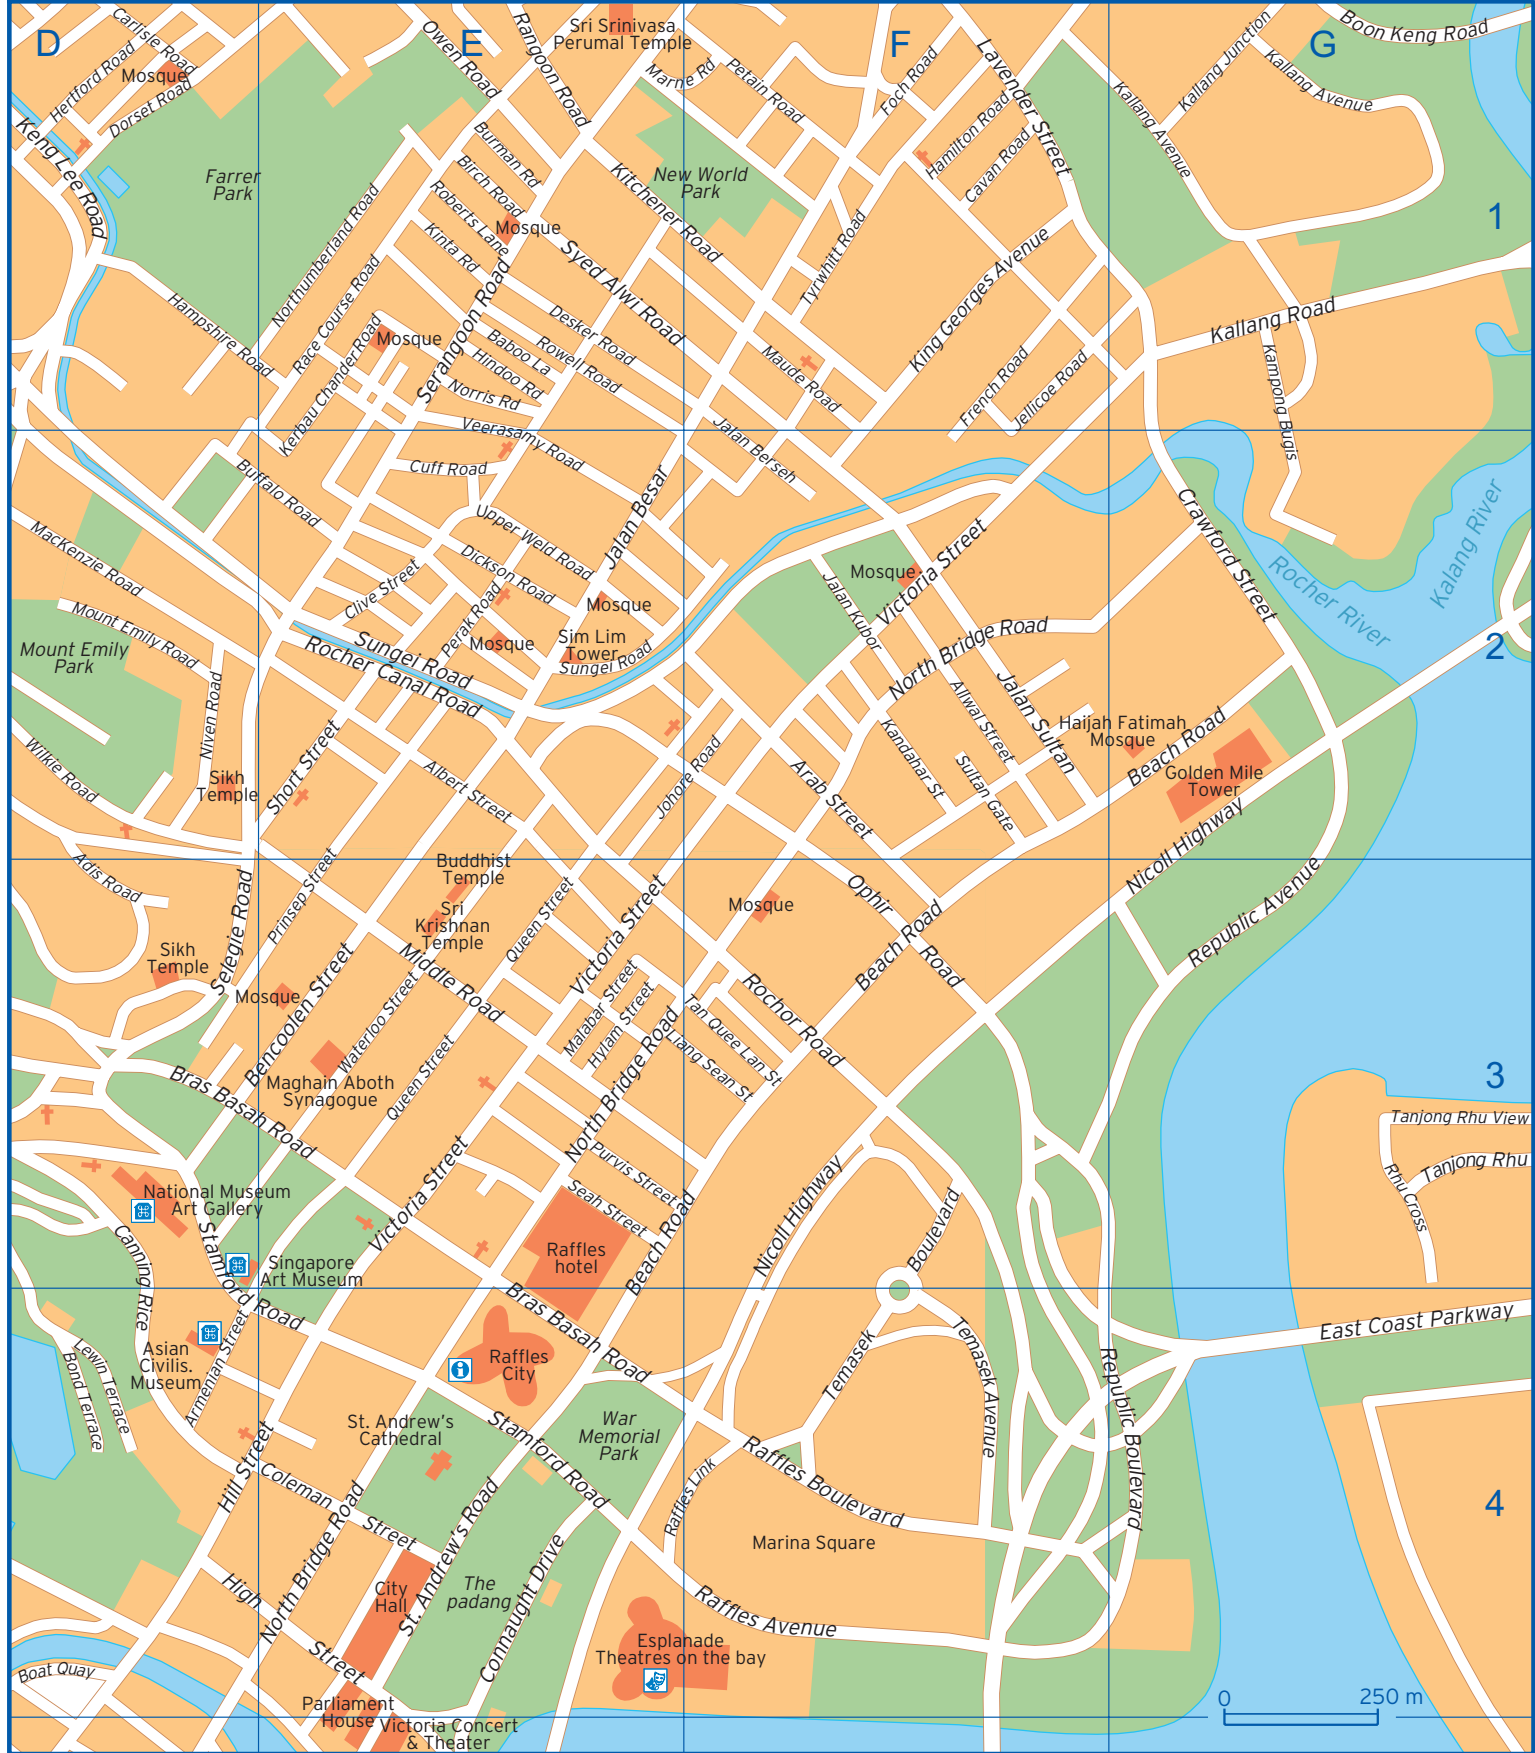 D
E
F
G
1
2
3
4
Carlisle Road
Hertford Road
Mosque
Dorset Road
Keng Lee Road
Farrer
Park
Owen Road
Rangoon Road
Sri Srinivasa
Perumal Temple
Marne Rd
Petain Road
Foch Road
Lavender Street
Hamilton Road
Cavan Road
Kallang Avenue
Kallang Junction
Kallang Avenue
Boon Keng Road
New World
Park
Burman Rd
Birch Road
Roberts Lane
Mosque
Kinta Rd
Kitchener Road
Syed Alwi Road
Tyrwhitt Road
King Georges Avenue
Northumberland Road
Race Course Road
Hampshire Road
Kerbau Chander Road
Mosque
Serangoon Road
Desker Road
Rowell Road
Baboo La
Hindoo Rd
Norris Rd
Veerasamy Road
Maude Road
French Road
Jellicoe Road
Kallang Road
Kampong Bugis
Cuff Road
Jalan Berseh
Buffalo Road
Upper Weld Road
Jalan Besar
Dickson Road
Clive Street
Perak Road
Mosque
Mosque
Sim Lim
Tower
Sungei Road
Sungei Road
Rocher Canal Road
MacKenzie Road
Mount Emily Road
Mount Emily
Park
Niven Road
Wilkie Road
Sikh
Temple
Short Street
Albert Street
Johore Road
Mosque
Victoria Street
Jalan Kubor
North Bridge Road
Crawford Street
Rocher River
Kalang River
Allwal Street
Jalan Sultan
Kandahar St
Sultan Gate
Haijah Fatimah
Mosque
Beach Road
Golden Mile
Tower
Nicoll Highway
Arab Street
Adis Road
Selegie Road
Prinsep Street
Buddhist
Temple
Sri
Krishnan
Temple
Queen Street
Victoria Street
Mosque
Ophir
Road
Beach Road
Republic Avenue
Sikh
Temple
Mosque
Bencoolen Street
Waterloo Street
Middle Road
Malabar Street
Hylam Street
Tan Quee Lan St
Liang Sean St
Rochor Road
North Bridge Road
Bras Basah Road
Maghain Aboth
Synagogue
Queen Street
Victoria Street
Purvis Street
Seah Street
Beach Road
Nicoll Highway
Boulevard
Tanjong Rhu View
Tanjong Rhu
Rhu Cross
National Museum
Art Gallery
Canning Rice
Stamford Road
Singapore
Art Museum
Raffles
hotel
Bras Basah Road
Asian
Civilis.
Museum
Armenian Street
Lewin Terrace
Bond Terrace
Raffles
City
Temasek
Temasek Avenue
Republic Boulevard
East Coast Parkway
St. Andrew's
Cathedral
Stamford Road
War
Memorial
Park
Hill Street
Coleman
Street
Raffles Link
Raffles Boulevard
Marina Square
High
Street
North Bridge Road
City
Hall
St. Andrew's Road
The
padang
Connaught Drive
Raffles Avenue
Esplanade
Theatres on the bay
Boat Quay
Parliament
House
Victoria Concert
& Theater
0
250 m